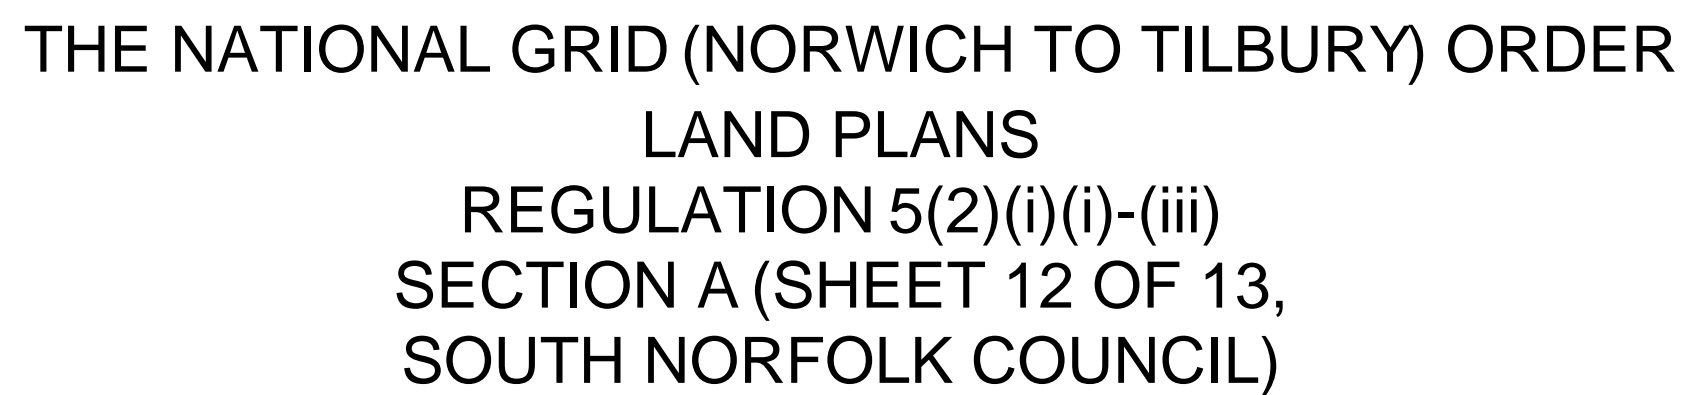 THE NATIONAL GRID (NORWICH TO TILBURY) ORDER
LAND PLANS
REGULATION 5(2)(i)(i)-(iii)
SECTION A (SHEET 12 OF 13,
SOUTH NORFOLK COUNCIL)